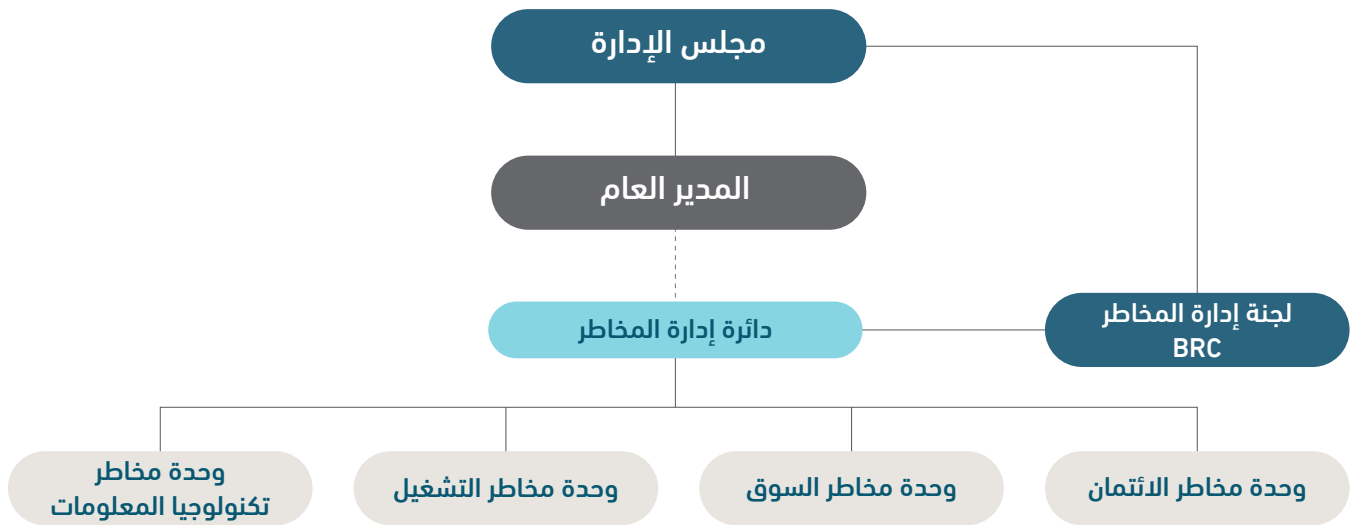 مجلس الإدارة
المدير العام
لجنة إدارة المخاطر
BRC
دائرة إدارة المخاطر
وحدة مخاطر الائتمان
وحدة مخاطر السوق
وحدة مخاطر التشغيل
وحدة مخاطر
تكنولوجيا المعلومات